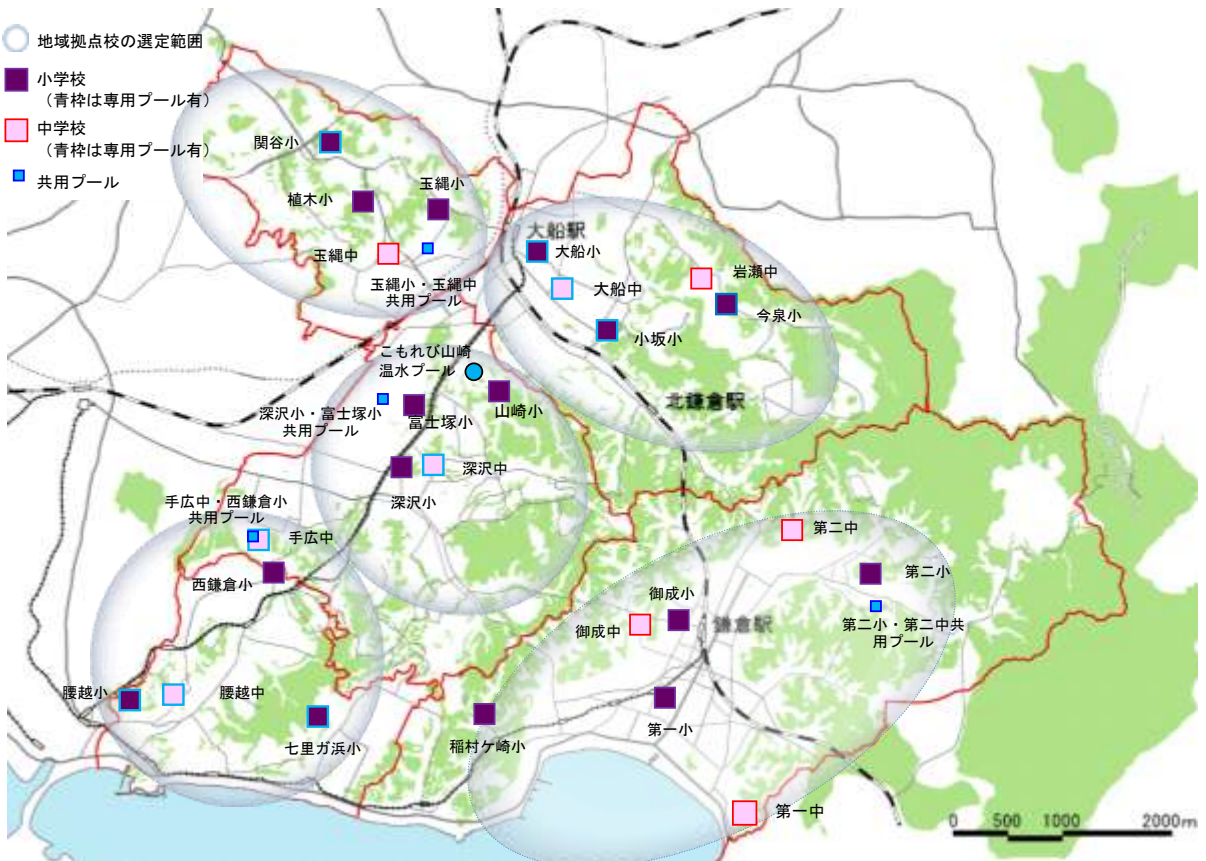 地域拠点校の選定範囲
小学校
（青枠は専用プール有）
中学校
（青枠は専用プール有）
共用プール
関谷小
植木小
玉縄小
玉縄中
玉縄小・玉縄中
共用プール
大船駅
大船小
大船中
岩瀬中
今泉小
小坂小
北鎌倉駅
こもれび山崎
温水プール
深沢小・富士塚小
共用プール
富士塚小
山崎小
深沢中
深沢小
手広中・西鎌倉小
共用プール
手広中
西鎌倉小
腰越小
腰越中
七里ガ浜小
稲村ケ崎小
第二中
第二小
第二小・第二中共
用プール
御成小
御成中
鎌倉駅
第一小
第一中
0 500 1000 2000m